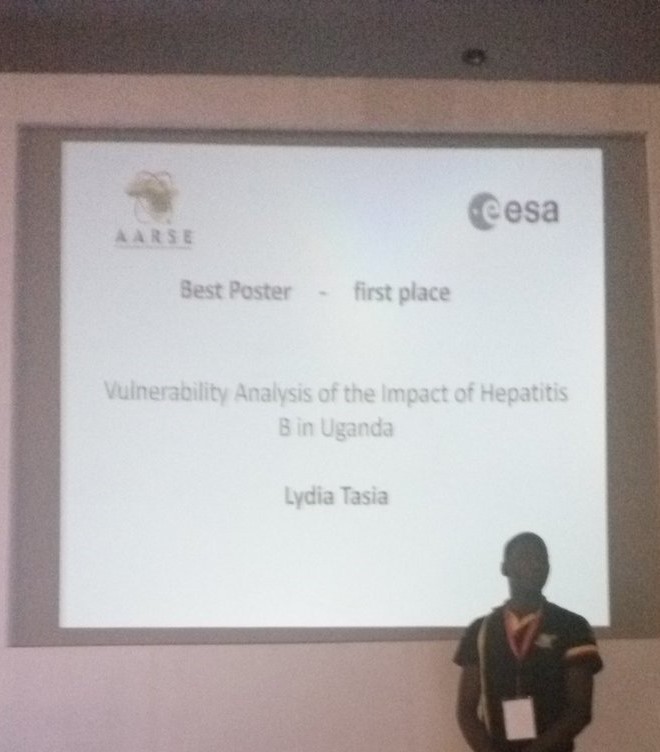 AARSE
esa
Best Poster - first place
Vulnerability Analysis of the Impact of Hepatitis
B in Uganda
Lydia Tasia